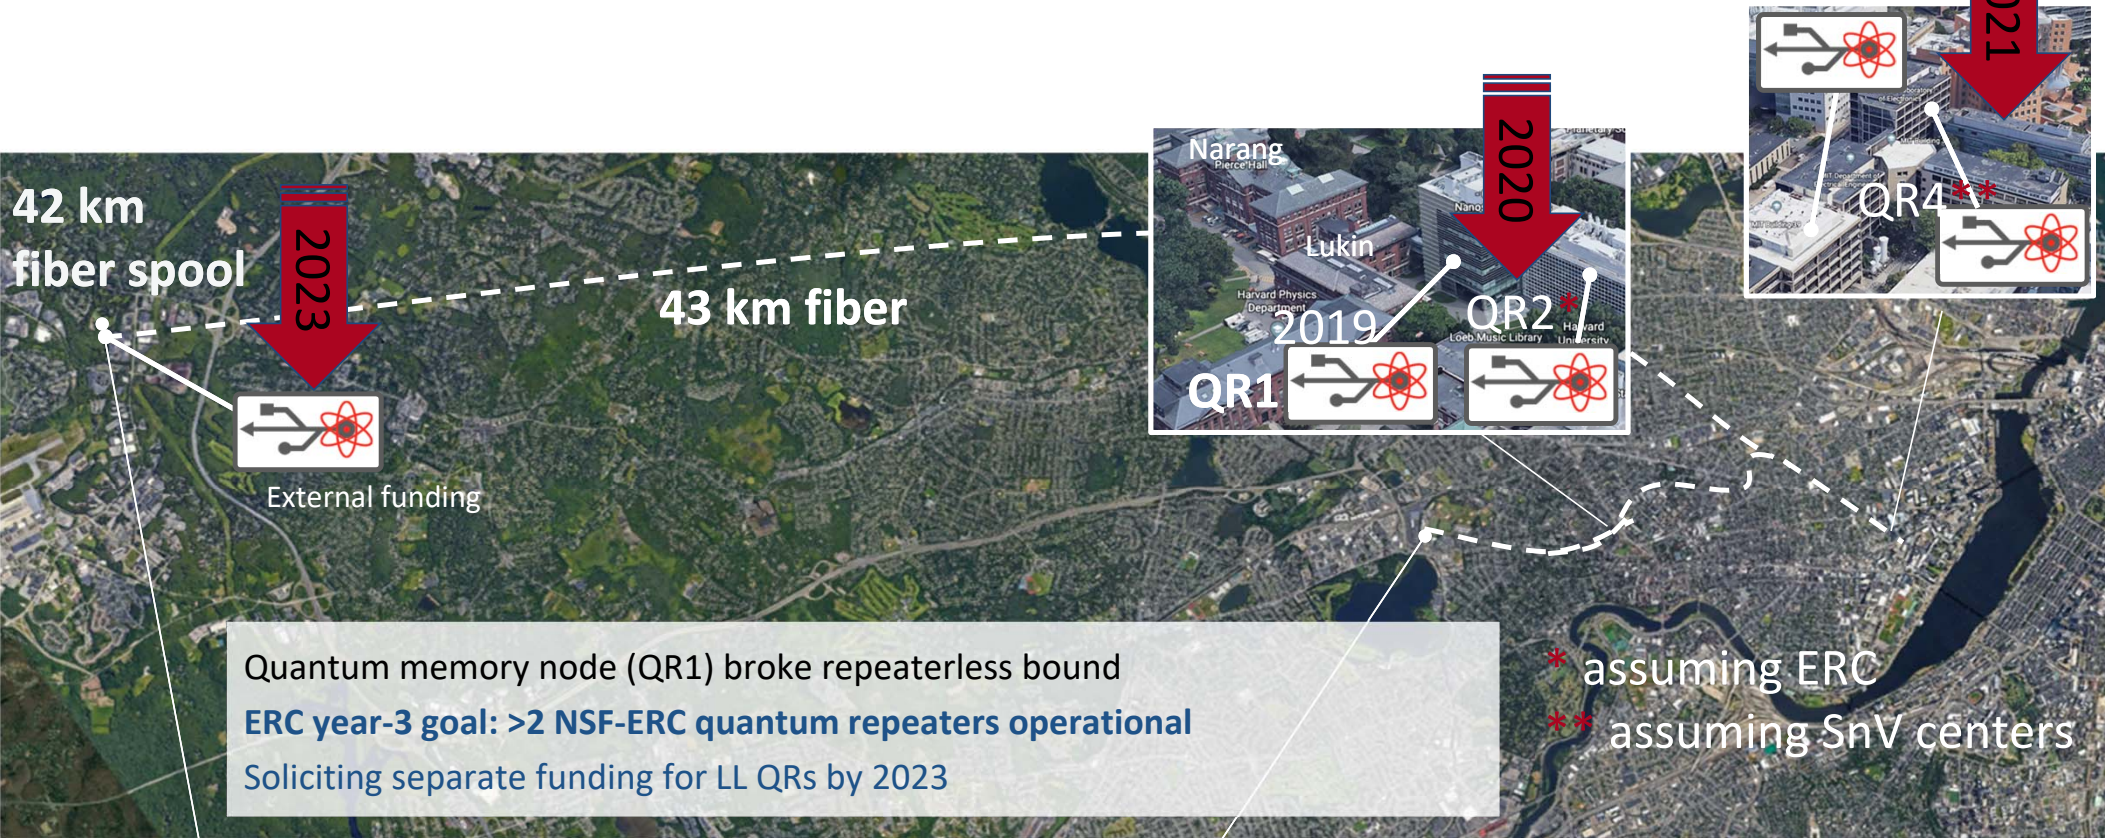 42 km
fiber spool
2023
43 km fiber
External funding
Narang
Pierce Hall
Lukin
Harvard Physics
Department
2019
QR1
2020
QR2*
Harvard
University
Loeb Music Library
QR4**
Quantum memory node (QR1) broke repeaterless bound
ERC year-3 goal: >2 NSF-ERC quantum repeaters operational
Soliciting separate funding for LL QRs by 2023
* assuming ERC
** assuming SnV centers